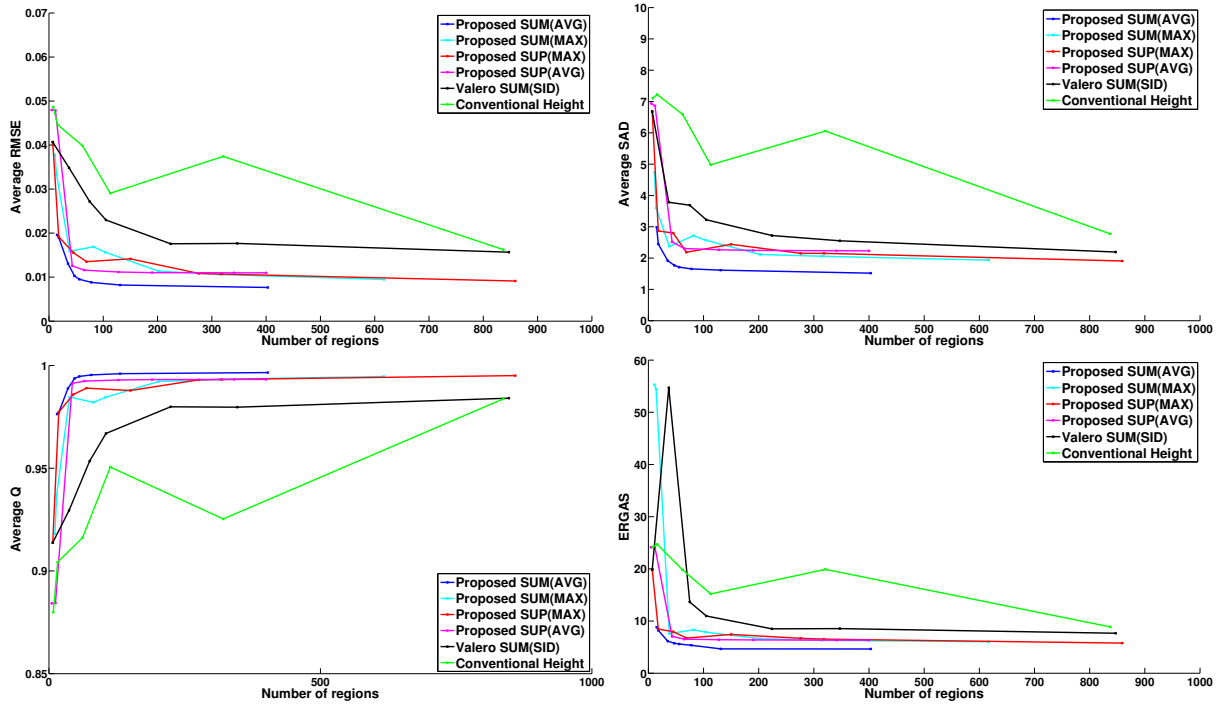 0.07
0.06
0.05
0.04
0.03
0.02
0.01
0
Average RMSE
0 100 200 300 400 500 600 700 800 900 1000
Number of regions
Proposed SUM(AVG)
Proposed SUM(MAX)
Proposed SUP(MAX)
Proposed SUP(AVG)
Valero SUM(SID)
Conventional Height
10
9
8
7
6
5
4
3
2
1
0
Average SAD
0 100 200 300 400 500 600 700 800 900 1000
Number of regions
Proposed SUM(AVG)
Proposed SUM(MAX)
Proposed SUP(MAX)
Proposed SUP(AVG)
Valero SUM(SID)
Conventional Height
1
0.95
0.9
0.85
Average Q
0 500 1000
Number of regions
Proposed SUM(AVG)
Proposed SUM(MAX)
Proposed SUP(MAX)
Proposed SUP(AVG)
Valero SUM(SID)
Conventional Height
60
50
40
30
20
10
0
ERGAS
0 100 200 300 400 500 600 700 800 900 1000
Number of regions
Proposed SUM(AVG)
Proposed SUM(MAX)
Proposed SUP(MAX)
Proposed SUP(AVG)
Valero SUM(SID)
Conventional Height